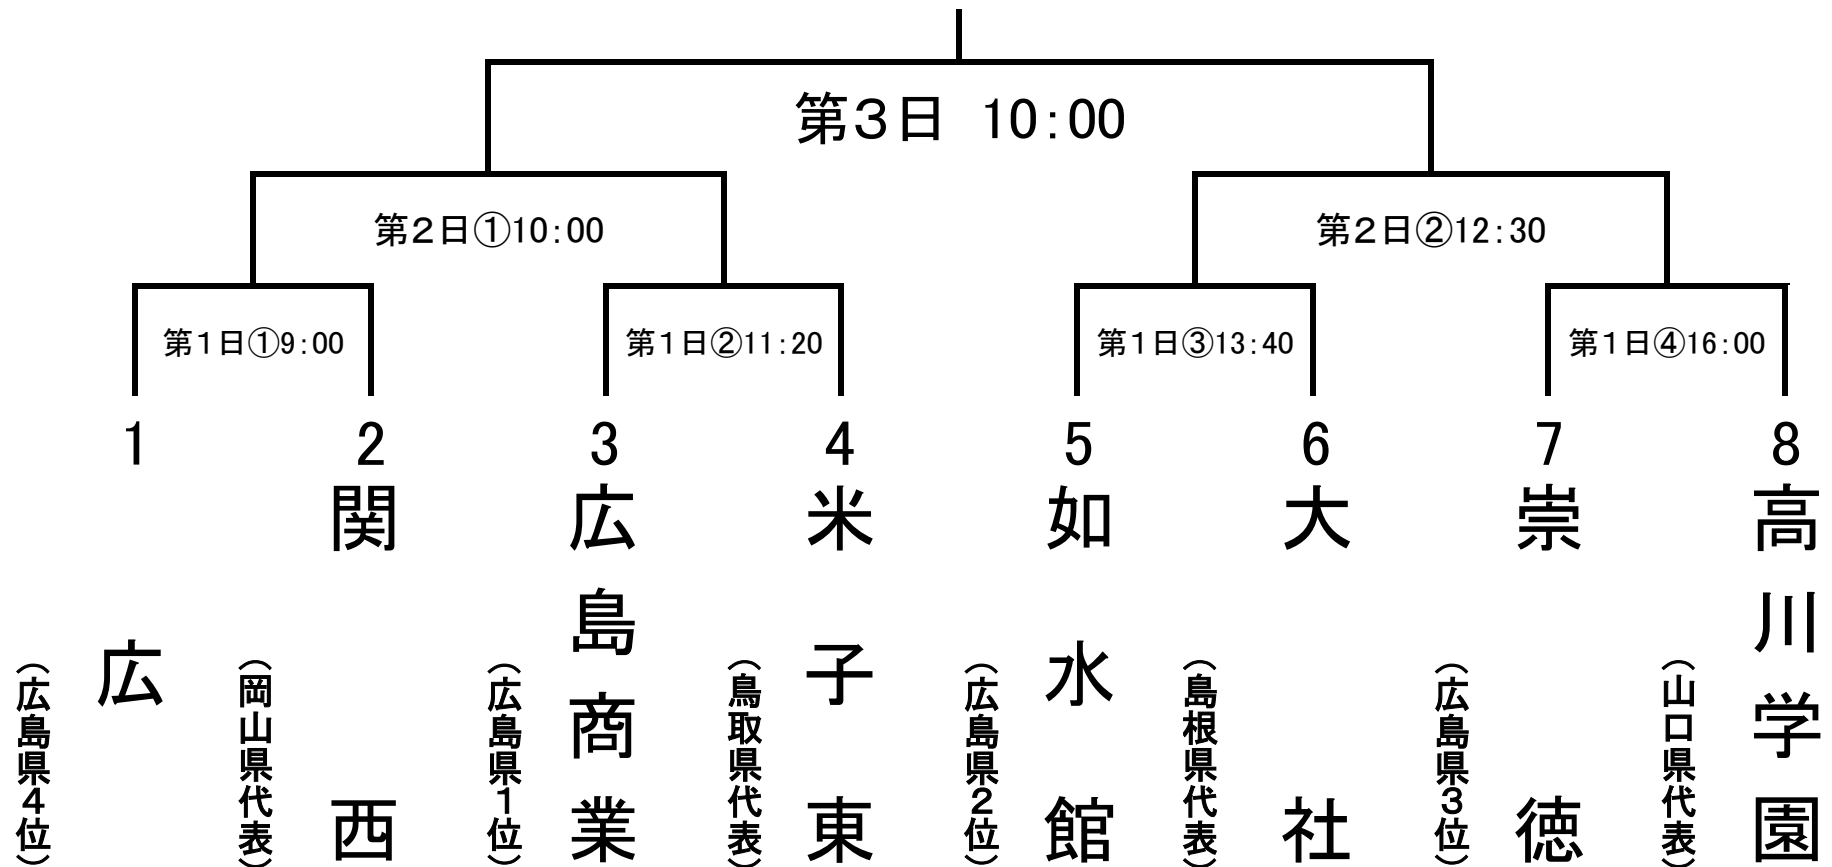 第３日 10：00
第２日①10：00
第２日②12：30
第１日①9：00
第１日②11：20
第１日③13：40
第１日④16：00
1
2
3
4
5
6
7
8
広
（広島県４位）
関西
（岡山県代表）
広島商業
（広島県１位）
米子東
（鳥取県代表）
如水館
（広島県２位）
大社
（島根県代表）
崇徳
（広島県３位）
高川学園
（山口県代表）